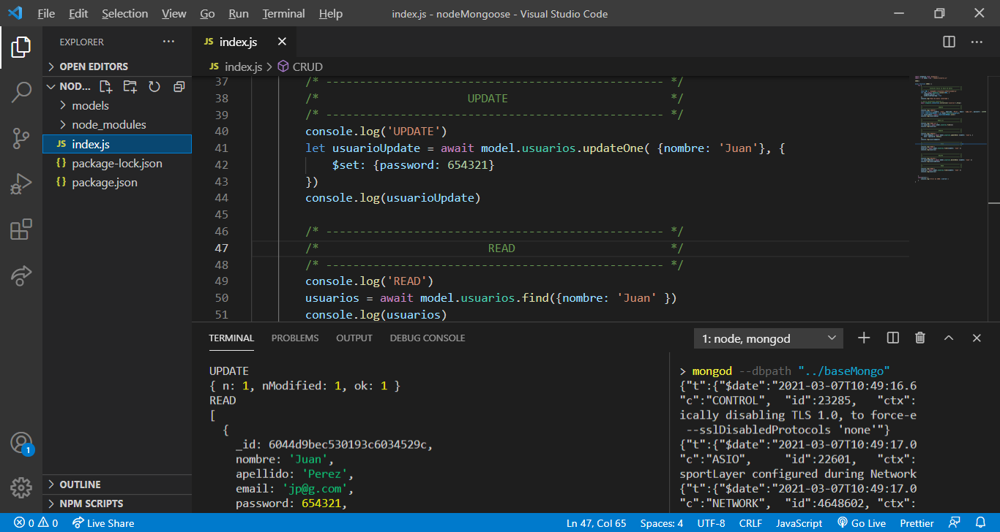 File Edit Selection View Go Run Terminal Help index.js - nodeMongoose - Visual Studio Code
EXPLORER
OPEN EDITORS
NOD...
models
node_modules
JS index.js
{} package-lock.json
{} package.json
OUTLINE
NPM SCRIPTS
1
JS index.js
JS index.js > CRUD
37 /* -------------------------------------------------- */
38 /* UPDATE */
39 /* -------------------------------------------------- */
40 console.log('UPDATE')
41 let usuarioUpdate = await model.usuarios.updateOne( {nombre: 'Juan'}, {
42 $set: {password: 654321}
43 })
44 console.log(usuarioUpdate)
45
46 /* -------------------------------------------------- */
47 /* READ */
48 /* -------------------------------------------------- */
49 console.log('READ')
50 usuarios = await model.usuarios.find({nombre: 'Juan' })
51 console.log(usuarios)
TERMINAL PROBLEMS OUTPUT DEBUG CONSOLE 1: node, mongod
UPDATE
{ n: 1, nModified: 1, ok: 1 }
READ
[
{
_id: 6044d9bec530193c6034529c,
nombre: 'Juan',
apellido: 'Perez',
email: 'jp@g.com',
password: 654321,
> mongod --dbpath "../baseMongo"
{"t":{"$date":"2021-03-07T10:49:16.6
"c":"CONTROL", "id":23285, "ctx":
ically disabling TLS 1.0, to force-e
--sslDisabledProtocols 'none'"}
{"t":{"$date":"2021-03-07T10:49:17.0
"c":"ASIO", "id":22601, "ctx":
sportLayer configured during Network
{"t":{"$date":"2021-03-07T10:49:17.0
"c":"NETWORK", "id":4648602, "ctx":
0 0 Live Share Ln 47, Col 65 Spaces: 4 UTF-8 CRLF JavaScript Go Live Prettier